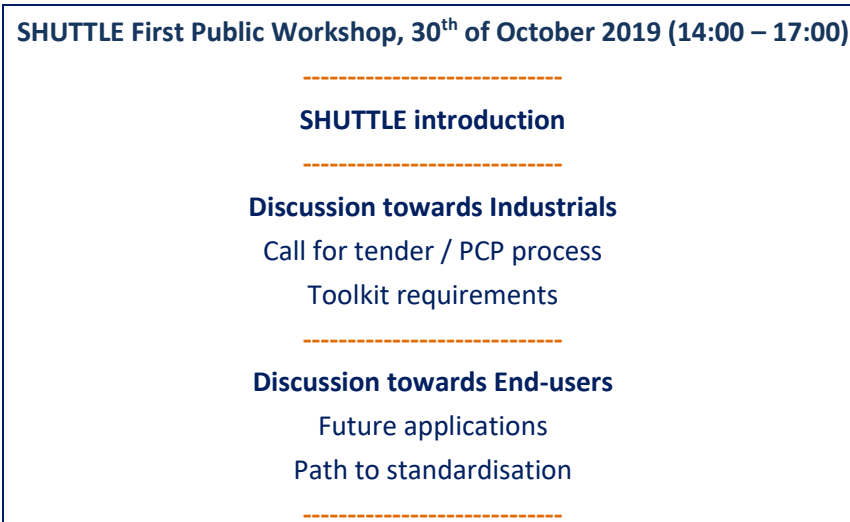 SHUTTLE First Public Workshop, 30th of October 2019 (14:00 – 17:00)
-----------------------------
SHUTTLE introduction
-----------------------------
Discussion towards Industrials
Call for tender / PCP process
Toolkit requirements
-----------------------------
Discussion towards End-users
Future applications
Path to standardisation
-----------------------------